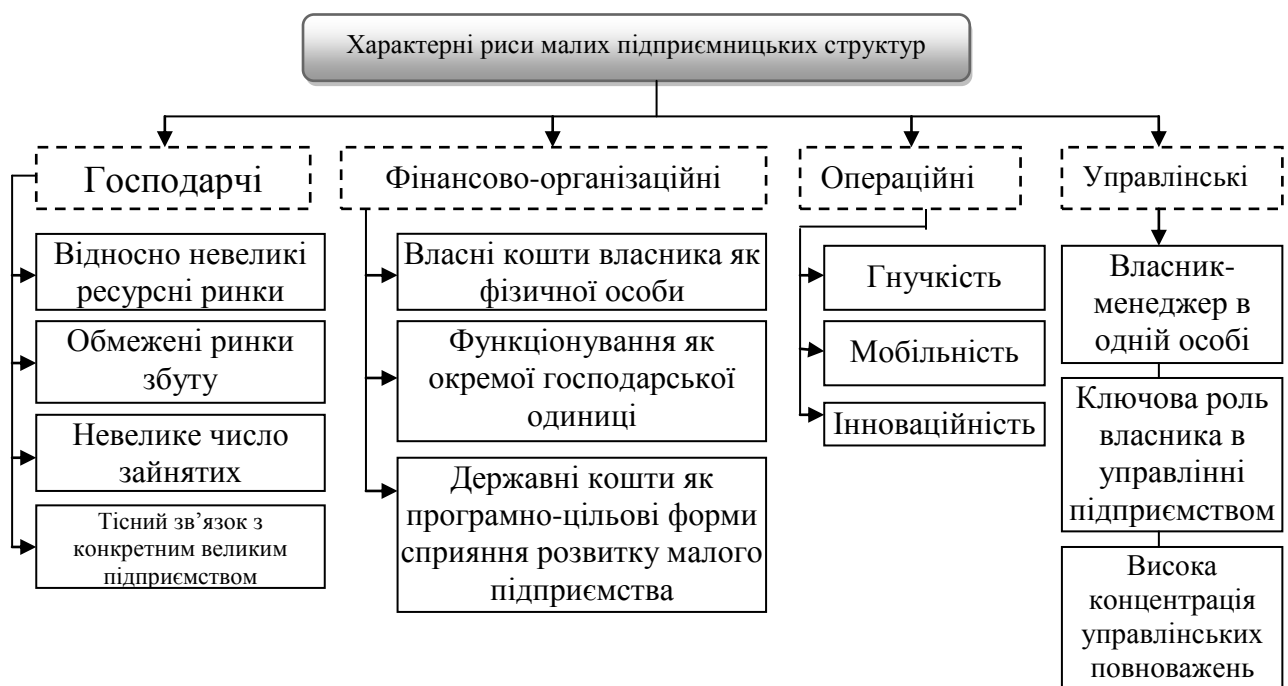 Характерні риси малих підприємницьких структур
Господарчі
Відносно невеликі
ресурсні ринки
Обмежені ринки
збуту
Невелике число
зайнятих
Тісний зв’язок з
конкретним великим
підприємством
Фінансово-організаційні
Власні кошти власника як
фізичної особи
Функціонування як
окремої господарської
одиниці
Державні кошти як
програмно-цільові форми
сприяння розвитку малого
підприємства
Операційні
Гнучкість
Мобільність
Інноваційність
Управлінські
Власник-
менеджер в
одній особі
Ключова роль
власника в
управлінні
підприємством
Висока
концентрація
управлінських
повноважень